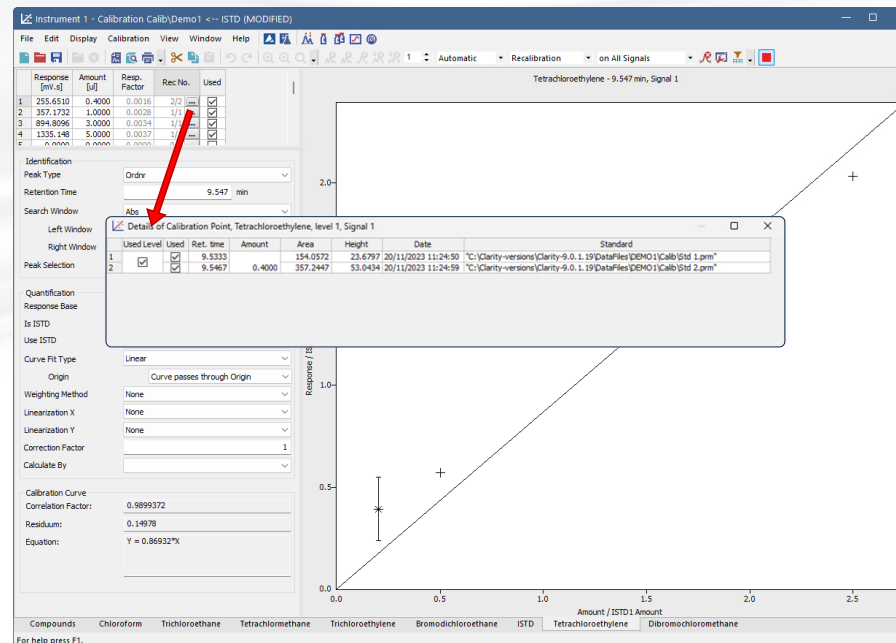 Instrument 1 - Calibration Calib\Demo1 <-- ISTD (MODIFIED)
File Edit Display Calibration View Window Help
1 Automatic Recalibration on All Signals
Response [mV.s] Amount [ul] Resp. Factor Rec No. Used
1 255.6510 0.4000 0.0016 2/2 ...
2 357.1732 1.0000 0.0028 1/1 ...
3 894.8096 3.0000 0.0034 1/1 ...
4 1335.148 5.0000 0.0037 ...
5 0.0000 0.0000 0.0000
Tetrachloroethylene - 9.547 min, Signal 1
Identification
Peak Type Ordnr
Retention Time 9.547 min
Search Window Abs
Left Window
Right Window
Peak Selection
Details of Calibration Point, Tetrachloroethylene, level 1, Signal 1
Used Level Used Ret. time Amount Area Height Date Standard
1 9.5333 154.0572 23.6797 20/11/2023 11:24:50 "C:\Clarity-versions\Clarity-9.0.1.19\DataFiles\DEMO1\Calib\Std 1.prm"
2 9.5467 0.4000 357.2447 53.0434 20/11/2023 11:24:59 "C:\Clarity-versions\Clarity-9.0.1.19\DataFiles\DEMO1\Calib\Std 2.prm"
Quantification
Response Base
Is ISTD
Use ISTD
Curve Fit Type Linear
Origin Curve passes through Origin
Weighting Method None
Linearization X None
Linearization Y None
Correction Factor 1
Calculate By
Calibration Curve
Correlation Factor: 0.9899372
Residuum: 0.14978
Equation: Y = 0.86932*X
2.0
1.0
0.5
0.0
Response / IS
0.0 0.5 1.0 1.5 2.0 2.5
Amount / ISTD1 Amount
Compounds Chloroform Trichloroethane Tetrachlormethane Trichloroethylene Bromodichloroethane ISTD Tetrachloroethylene Dibromochloromethane
For help press F1.